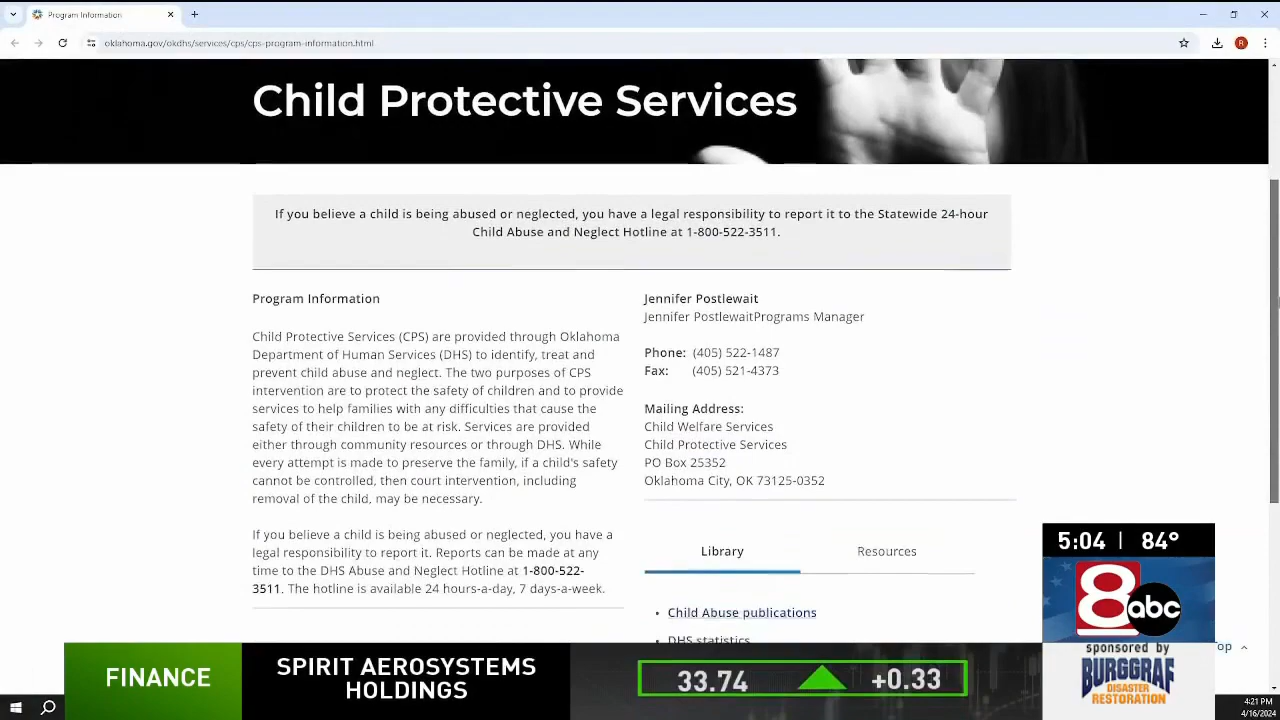 Program Information
oklahoma.gov/okdhs/services/cps/cps-program-information.html
R
Child Protective Services
If you believe a child is being abused or neglected, you have a legal responsibility to report it to the Statewide 24-hour
Child Abuse and Neglect Hotline at 1-800-522-3511.
Program Information
Child Protective Services (CPS) are provided through Oklahoma
Department of Human Services (DHS) to identify, treat and
prevent child abuse and neglect. The two purposes of CPS
intervention are to protect the safety of children and to provide
services to help families with any difficulties that cause the
safety of their children to be at risk. Services are provided
either through community resources or through DHS. While
every attempt is made to preserve the family, if a child's safety
cannot be controlled, then court intervention, including
removal of the child, may be necessary.
If you believe a child is being abused or neglected, you have a
legal responsibility to report it. Reports can be made at any
time to the DHS Abuse and Neglect Hotline at 1-800-522-
3511. The hotline is available 24 hours-a-day, 7 days-a-week.
Jennifer Postlewait
Jennifer PostlewaitPrograms Manager
Phone: (405) 522-1487
Fax: (405) 521-4373
Mailing Address:
Child Welfare Services
Child Protective Services
PO Box 25352
Oklahoma City, OK 73125-0352
Library Resources
• Child Abuse publications
• DHS statistics
5:04 | 84°
8 abc
sponsored by
BURGGRAF
DISASTER
RESTORATION
op
FINANCE
SPIRIT AEROSYSTEMS
HOLDINGS
33.74 +0.33
4:21 PM
4/16/2024